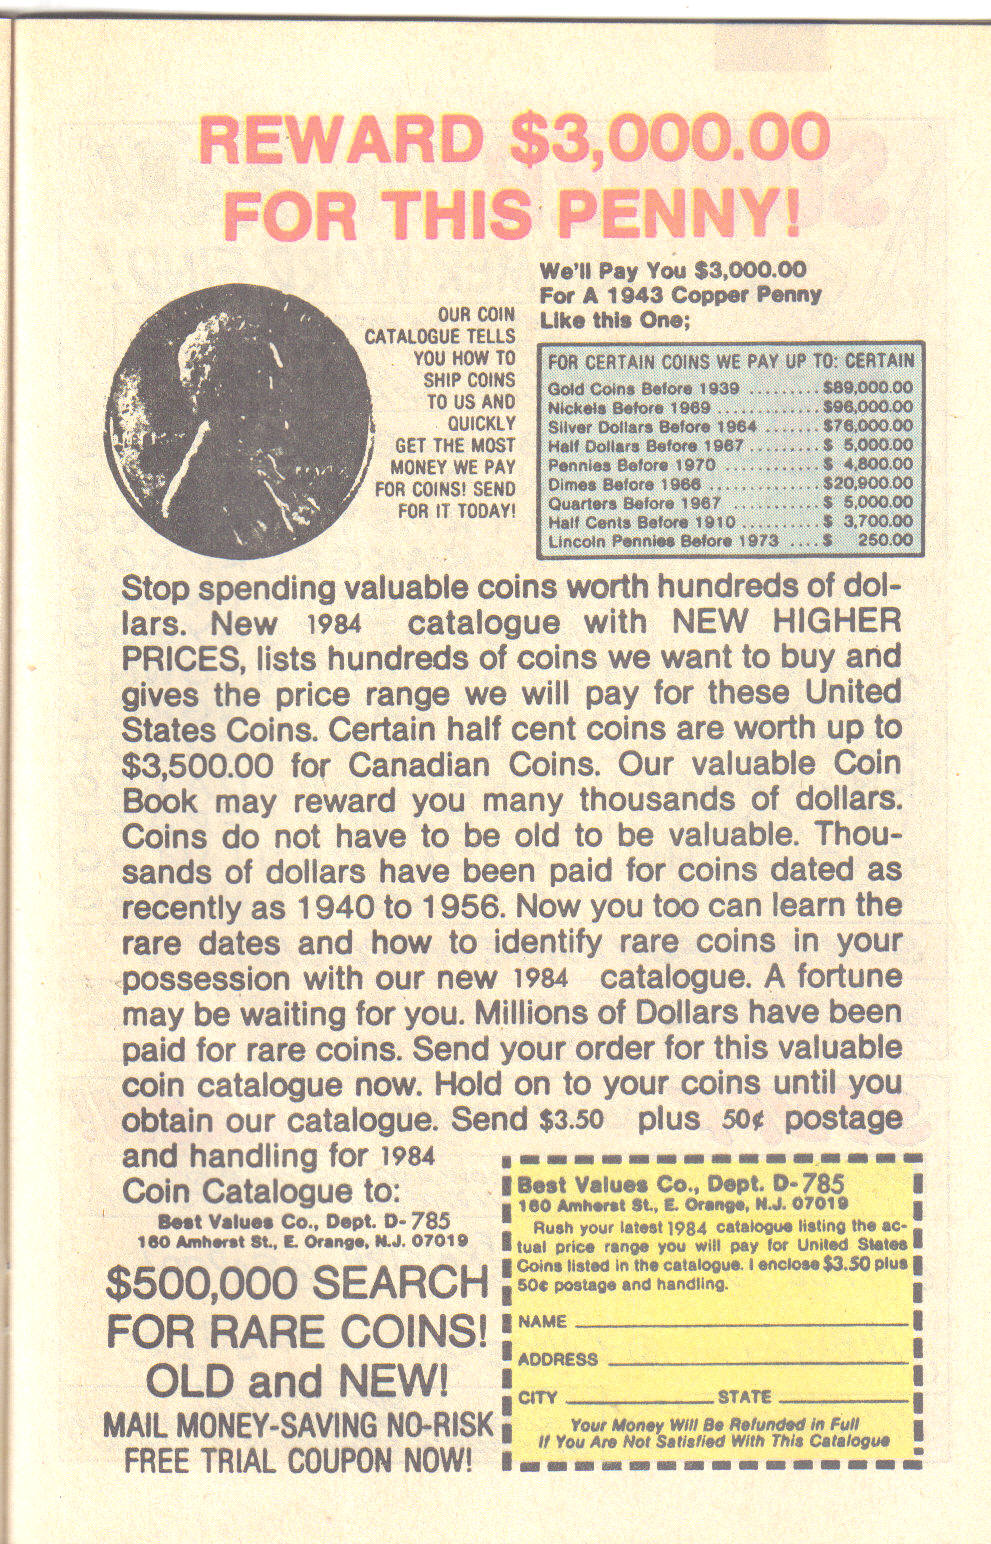 REWARD $3,000.00
FOR THIS PENNY!
We'll Pay You $3,000.00
For A 1943 Copper Penny
Like this One;
OUR COIN
CATALOGUE TELLS
YOU HOW TO
SHIP COINS
TO US AND
QUICKLY
GET THE MOST
MONEY WE PAY
FOR COINS! SEND
FOR IT TODAY!
FOR CERTAIN COINS WE PAY UP TO: CERTAIN
Gold Coins Before 1939 ......... $89,000.00
Nickels Before 1969 ............. $96,000.00
Silver Dollars Before 1964 ....... $76,000.00
Half Dollars Before 1967 ......... $ 5,000.00
Pennies Before 1970 ............ $ 4,800.00
Dimes Before 1966 .............. $20,900.00
Quarters Before 1967 ........... $ 5,000.00
Half Cents Before 1910 .......... $ 3,700.00
Lincoln Pennies Before 1973 .... $ 250.00
Stop spending valuable coins worth hundreds of dol-
lars. New 1984 catalogue with NEW HIGHER
PRICES, lists hundreds of coins we want to buy and
gives the price range we will pay for these United
States Coins. Certain half cent coins are worth up to
$3,500.00 for Canadian Coins. Our valuable Coin
Book may reward you many thousands of dollars.
Coins do not have to be old to be valuable. Thou-
sands of dollars have been paid for coins dated as
recently as 1940 to 1956. Now you too can learn the
rare dates and how to identify rare coins in your
possession with our new 1984 catalogue. A fortune
may be waiting for you. Millions of Dollars have been
paid for rare coins. Send your order for this valuable
coin catalogue now. Hold on to your coins until you
obtain our catalogue. Send $3.50 plus 50¢ postage
and handling for 1984
Coin Catalogue to:
Best Values Co., Dept. D-785
160 Amherst St., E. Orange, N.J. 07019
$500,000 SEARCH
FOR RARE COINS!
OLD and NEW!
MAIL MONEY-SAVING NO-RISK
FREE TRIAL COUPON NOW!
Best Values Co., Dept. D-785
160 Amherst St., E. Orange, N.J. 07019
Rush your latest 1984 catalogue listing the ac-
tual price range you will pay for United States
Coins listed in the catalogue. I enclose $3.50 plus
50¢ postage and handling.
NAME
ADDRESS
CITY STATE
Your Money Will Be Refunded in Full
If You Are Not Satisfied With This Catalogue